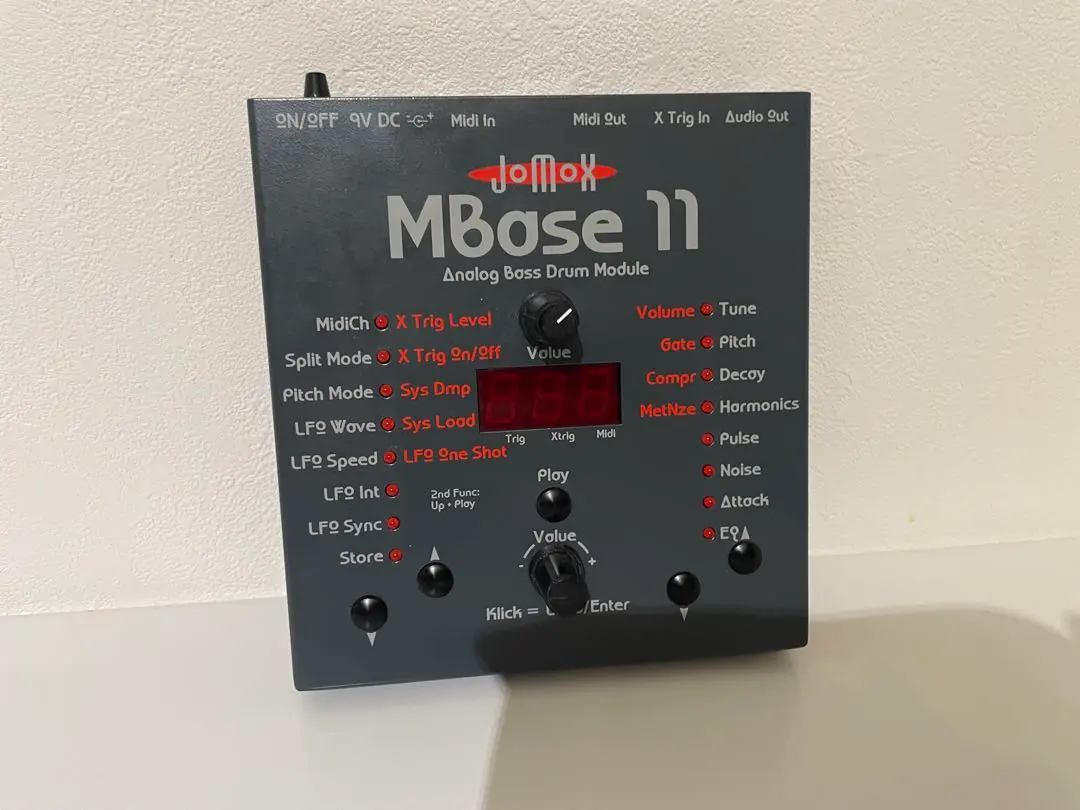 ON/OFF 9V DC - + Midi In Midi Out X Trig In Audio Out
JoMoX
MBase 11
Analog Bass Drum Module
MidiCh X Trig Level
Split Mode X Trig On/Off
Pitch Mode Sys Dmp
LFO Wave Sys Load
LFO Speed LFO One Shot
LFO Int
LFO Sync
Store
2nd Func:
Up + Play
Value
Trig Xtrig Midi
Play
Value
- +
Klick = /Enter
Volume Tune
Gate Pitch
Compr Decay
MetNze Harmonics
Pulse
Noise
Attack
EQ